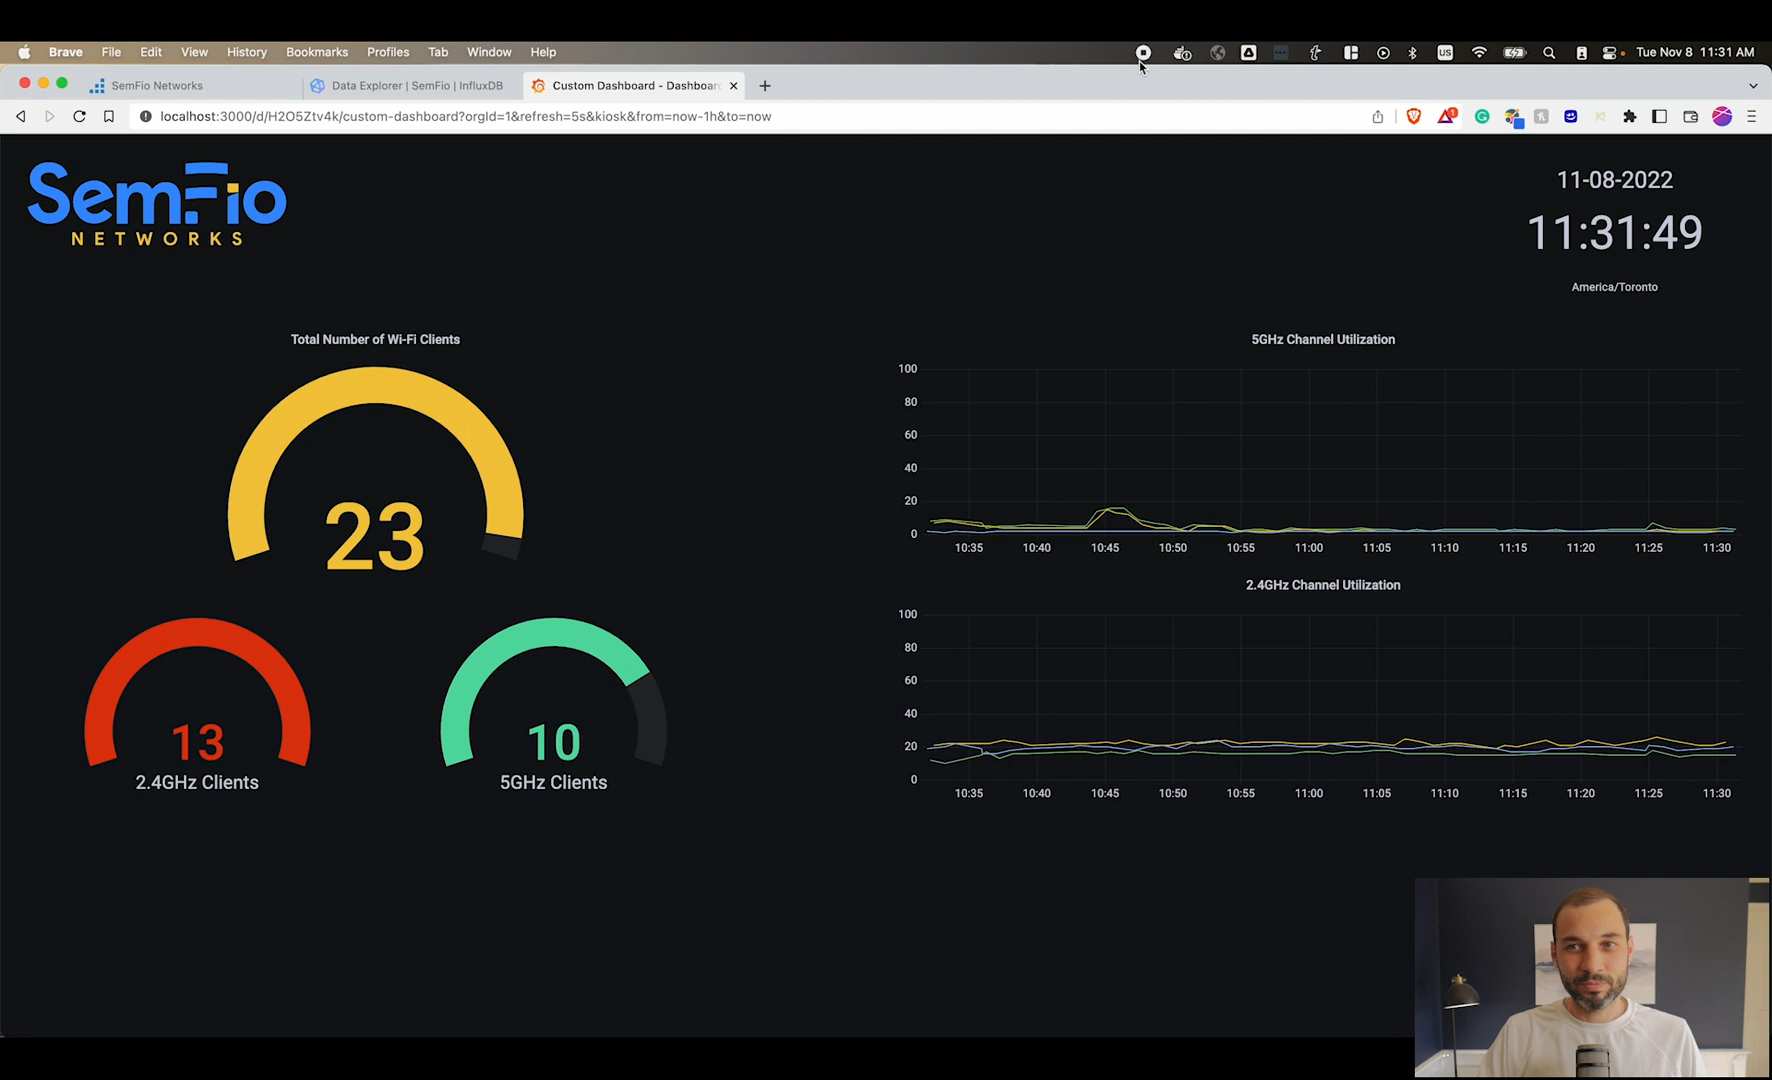 Brave File Edit View History Bookmarks Profiles Tab Window Help US Tue Nov 8 11:31 AM
SemFio Networks Data Explorer | SemFio | InfluxDB Custom Dashboard - Dashboar
localhost:3000/d/H2O5Ztv4k/custom-dashboard?orgId=1&refresh=5s&kiosk&from=now-1h&to=now 1
SemFio
NETWORKS
11-08-2022
11:31:49
America/Toronto
Total Number of Wi-Fi Clients
23
13
2.4GHz Clients
10
5GHz Clients
5GHz Channel Utilization
100
80
60
40
20
0
10:35 10:40 10:45 10:50 10:55 11:00 11:05 11:10 11:15 11:20 11:25 11:30
2.4GHz Channel Utilization
100
80
60
40
20
0
10:35 10:40 10:45 10:50 10:55 11:00 11:05 11:10 11:15 11:20 11:25 11:30